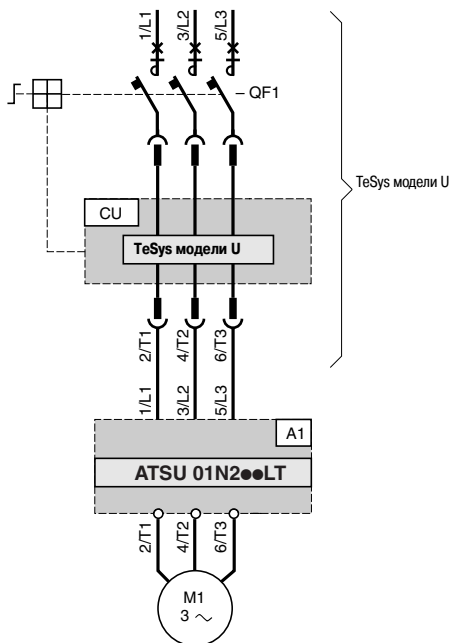 1/L1 3/L2 5/L3
QF1
TeSys модели U
CU
TeSys модели U
2/T1 4/T2 6/T3
1/L1 3/L2 5/L3
A1
ATSU 01N2●●LT
2/T1 4/T2 6/T3
M1
3 ~